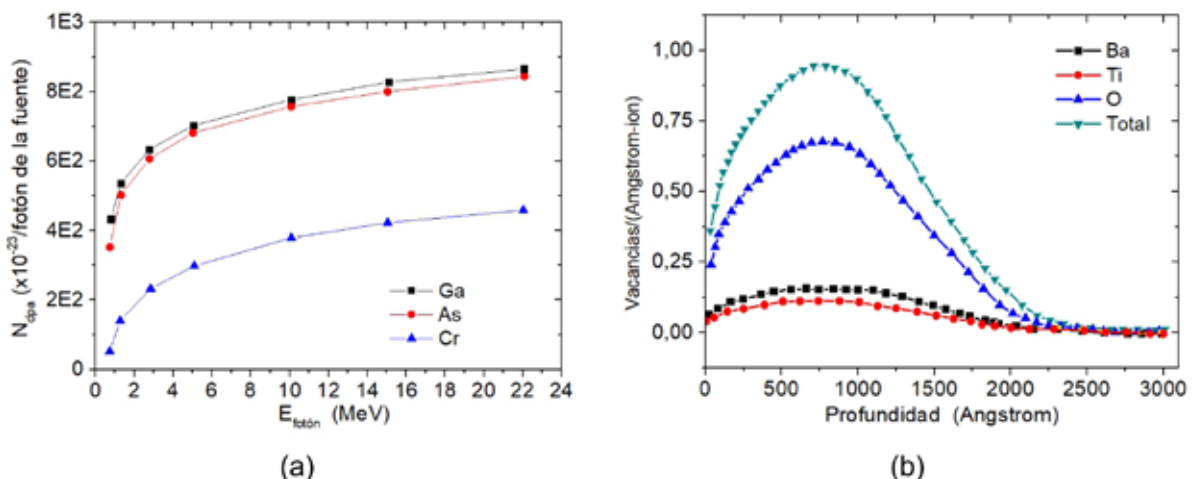 1E3
8E2
6E2
4E2
2E2
0
N_dpa (x10^-23/fotón de la fuente)
Ga
As
Cr
0 2 4 6 8 10 12 14 16 18 20 22 24
E_fotón (MeV)
(a)
1,00
0,75
0,50
0,25
0,00
Vacancias/(Amgstrom-ion)
Ba
Ti
O
Total
0 500 1000 1500 2000 2500 3000
Profundidad (Angstrom)
(b)